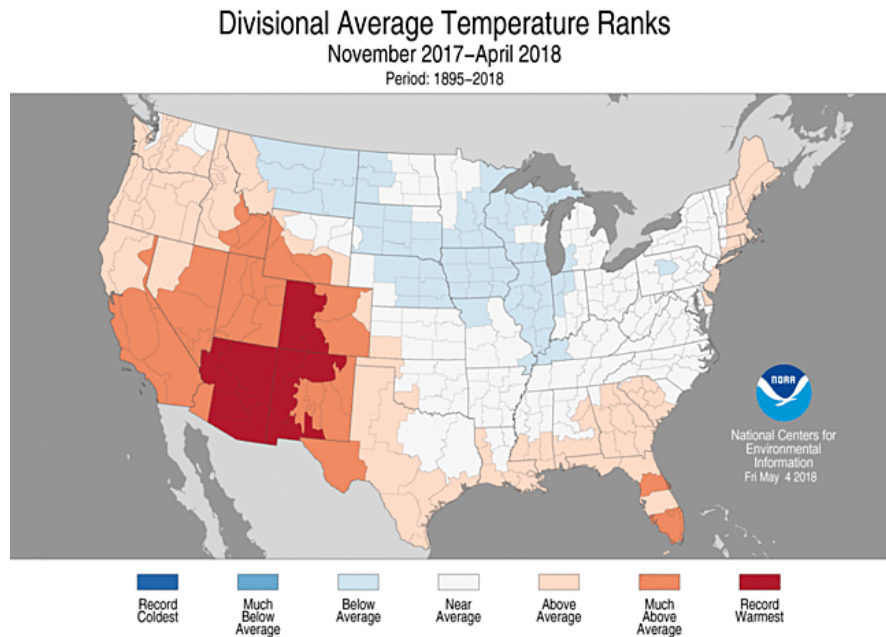 Divisional Average Temperature Ranks
November 2017–April 2018
Period: 1895–2018
NOAA
National Centers for
Environmental
Information
Fri May 4 2018
Record
Coldest
Much
Below
Average
Below
Average
Near
Average
Above
Average
Much
Above
Average
Record
Warmest